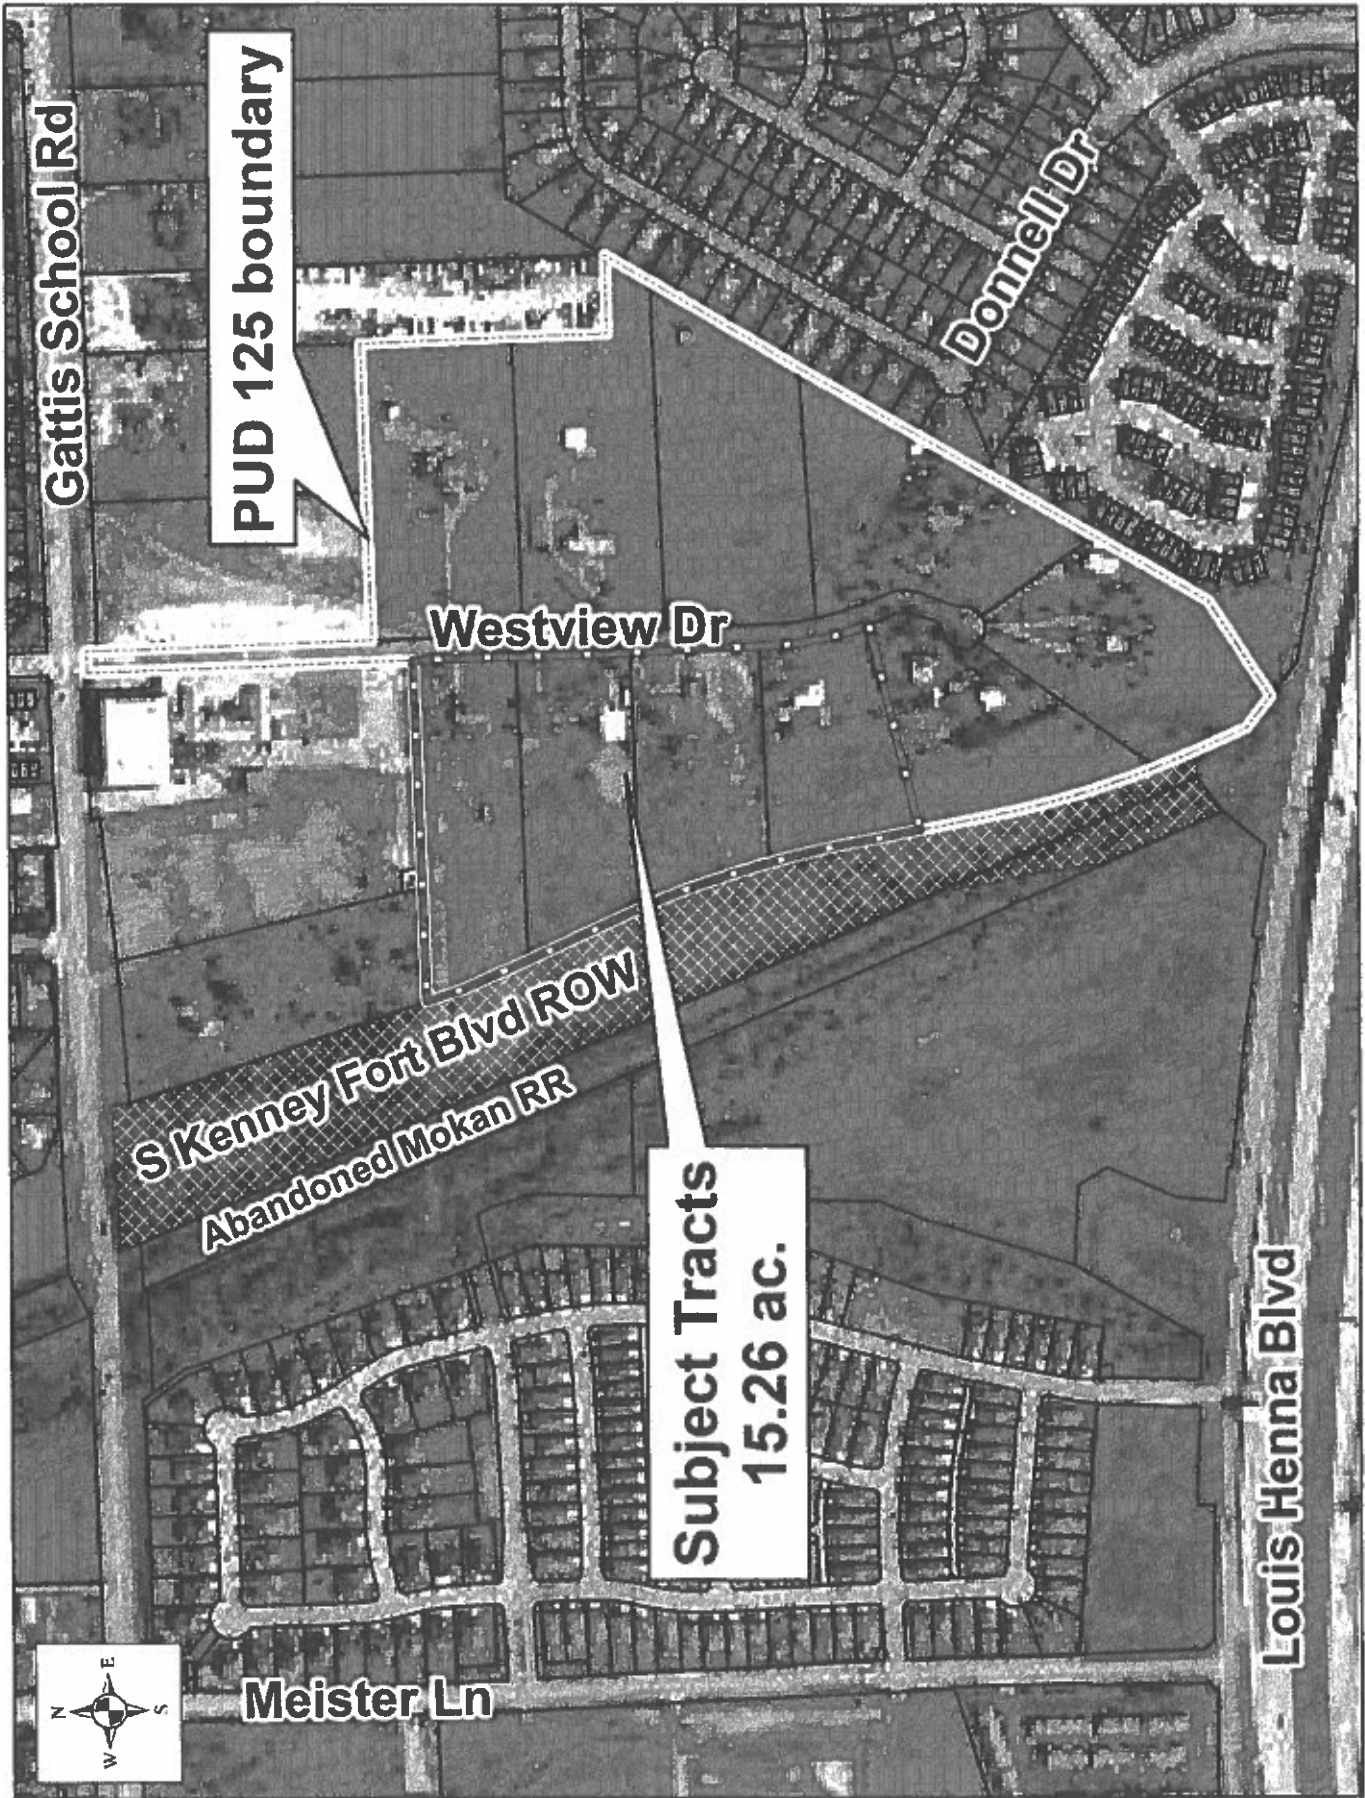 Gattis School Rd
PUD 125 boundary
Westview Dr
Donnell Dr
S Kenney Fort Blvd ROW
Abandoned Mokan RR
Subject Tracts
15.26 ac.
Meister Ln
Louis Henna Blvd
N
W
E
S